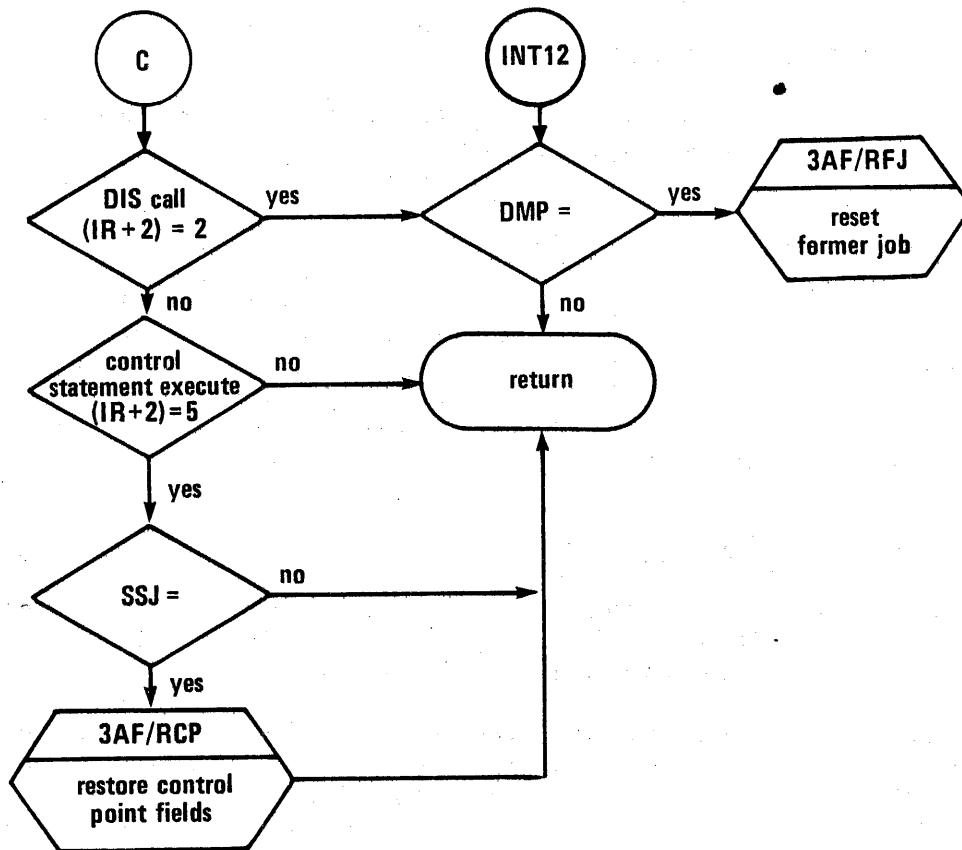 C
INT12
DIS call
(IR+2) = 2
yes
DMP =
yes
3AF/RFJ
reset
former job
no
no
control
statement execute
(IR+2)=5
no
return
yes
SSJ =
no
yes
3AF/RCP
restore control
point fields